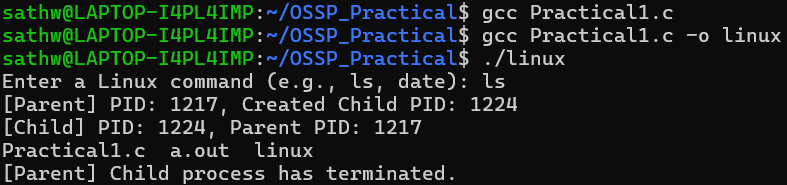 sathw@LAPTOP-I4PL4IMP:~/OSSP_Practical$ gcc Practical1.c
sathw@LAPTOP-I4PL4IMP:~/OSSP_Practical$ gcc Practical1.c -o linux
sathw@LAPTOP-I4PL4IMP:~/OSSP_Practical$ ./linux
Enter a Linux command (e.g., ls, date): ls
[Parent] PID: 1217, Created Child PID: 1224
[Child] PID: 1224, Parent PID: 1217
Practical1.c  a.out  linux
[Parent] Child process has terminated.